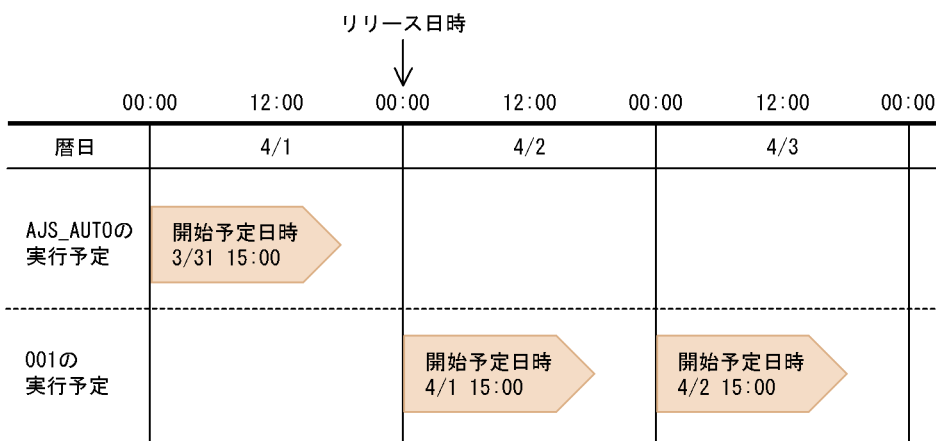 リリース日時
00:00 12:00 00:00 12:00 00:00 12:00 00:00
暦日 4/1 4/2 4/3
AJS_AUTOの
実行予定
開始予定日時
3/31 15:00
001の
実行予定
開始予定日時
4/1 15:00
開始予定日時
4/2 15:00